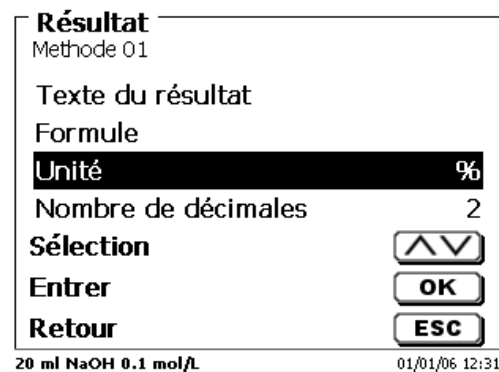 Résultat
Methode 01
Texte du résultat
Formule
Unité %
Nombre de décimales 2
Sélection
Entrer OK
Retour ESC
20 ml NaOH 0.1 mol/L 01/01/06 12:31